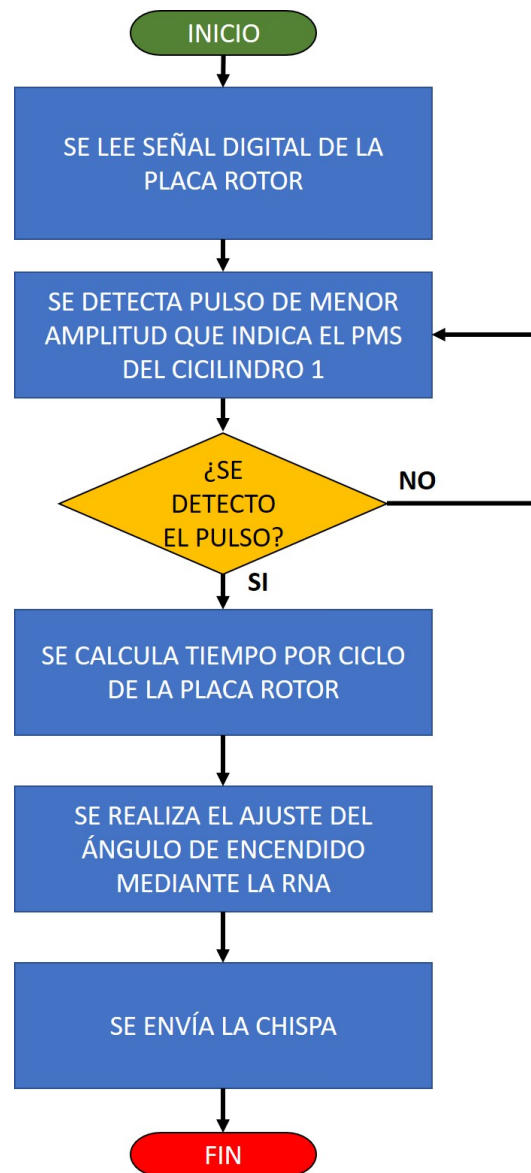 INICIO
SE LEE SEÑAL DIGITAL DE LA
PLACA ROTOR
SE DETECTA PULSO DE MENOR
AMPLITUD QUE INDICA EL PMS
DEL CICILINDRO 1
¿SE
DETECTO
EL PULSO?
NO
SI
SE CALCULA TIEMPO POR CICLO
DE LA PLACA ROTOR
SE REALIZA EL AJUSTE DEL
ÁNGULO DE ENCENDIDO
MEDIANTE LA RNA
SE ENVÍA LA CHISPA
FIN